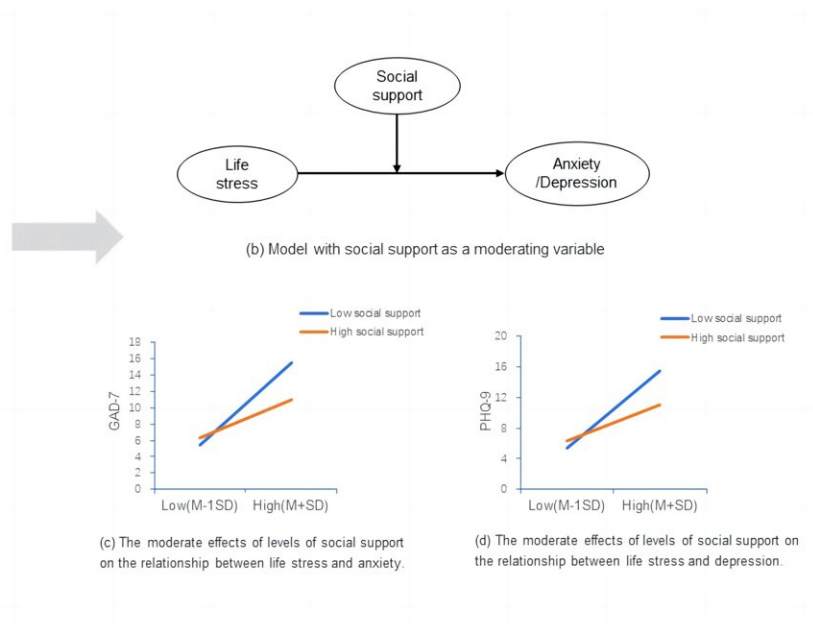 Social
support
Life
stress
Anxiety
/Depression
(b) Model with social support as a moderating variable
Low social support
High social support
18
16
14
12
10
8
6
4
2
0
GAD-7
Low(M-1SD) High(M+SD)
(c) The moderate effects of levels of social support
on the relationship between life stress and anxiety.
Low social support
High social support
20
16
12
8
4
0
PHQ-9
Low(M-1SD) High(M+SD)
(d) The moderate effects of levels of social support on
the relationship between life stress and depression.